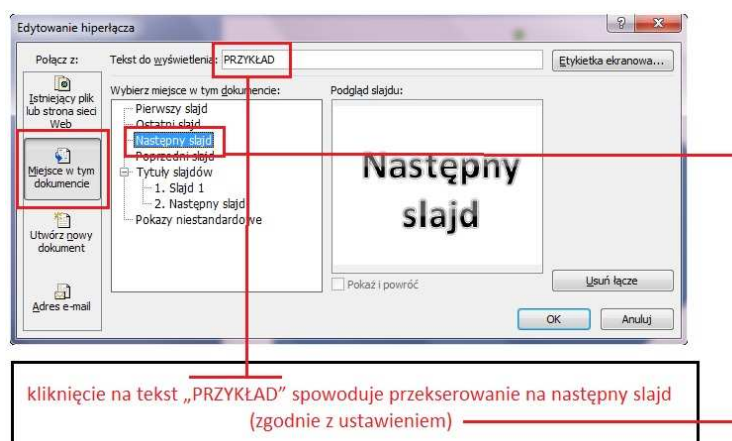 Edytowanie hiperłącza
Połącz z:
Tekst do wyświetlenia: PRZYKŁAD
Etykietka ekranowa...
Istniejący plik
lub strona sieci
Web
Miejsce w tym
dokumencie
Utwórz nowy
dokument
Adres e-mail
Wybierz miejsce w tym dokumencie:
Pierwszy slajd
Ostatni slajd
Następny slajd
Poprzedni slajd
Tytuły slajdów
1. Slajd 1
2. Następny slajd
Pokazy niestandardowe
Podgląd slajdu:
Następny
slajd
Pokaż i powróć
Usuń łącze
OK
Anuluj
kliknięcie na tekst „PRZYKŁAD” spowoduje przekserowanie na następny slajd
(zgodnie z ustawieniem)